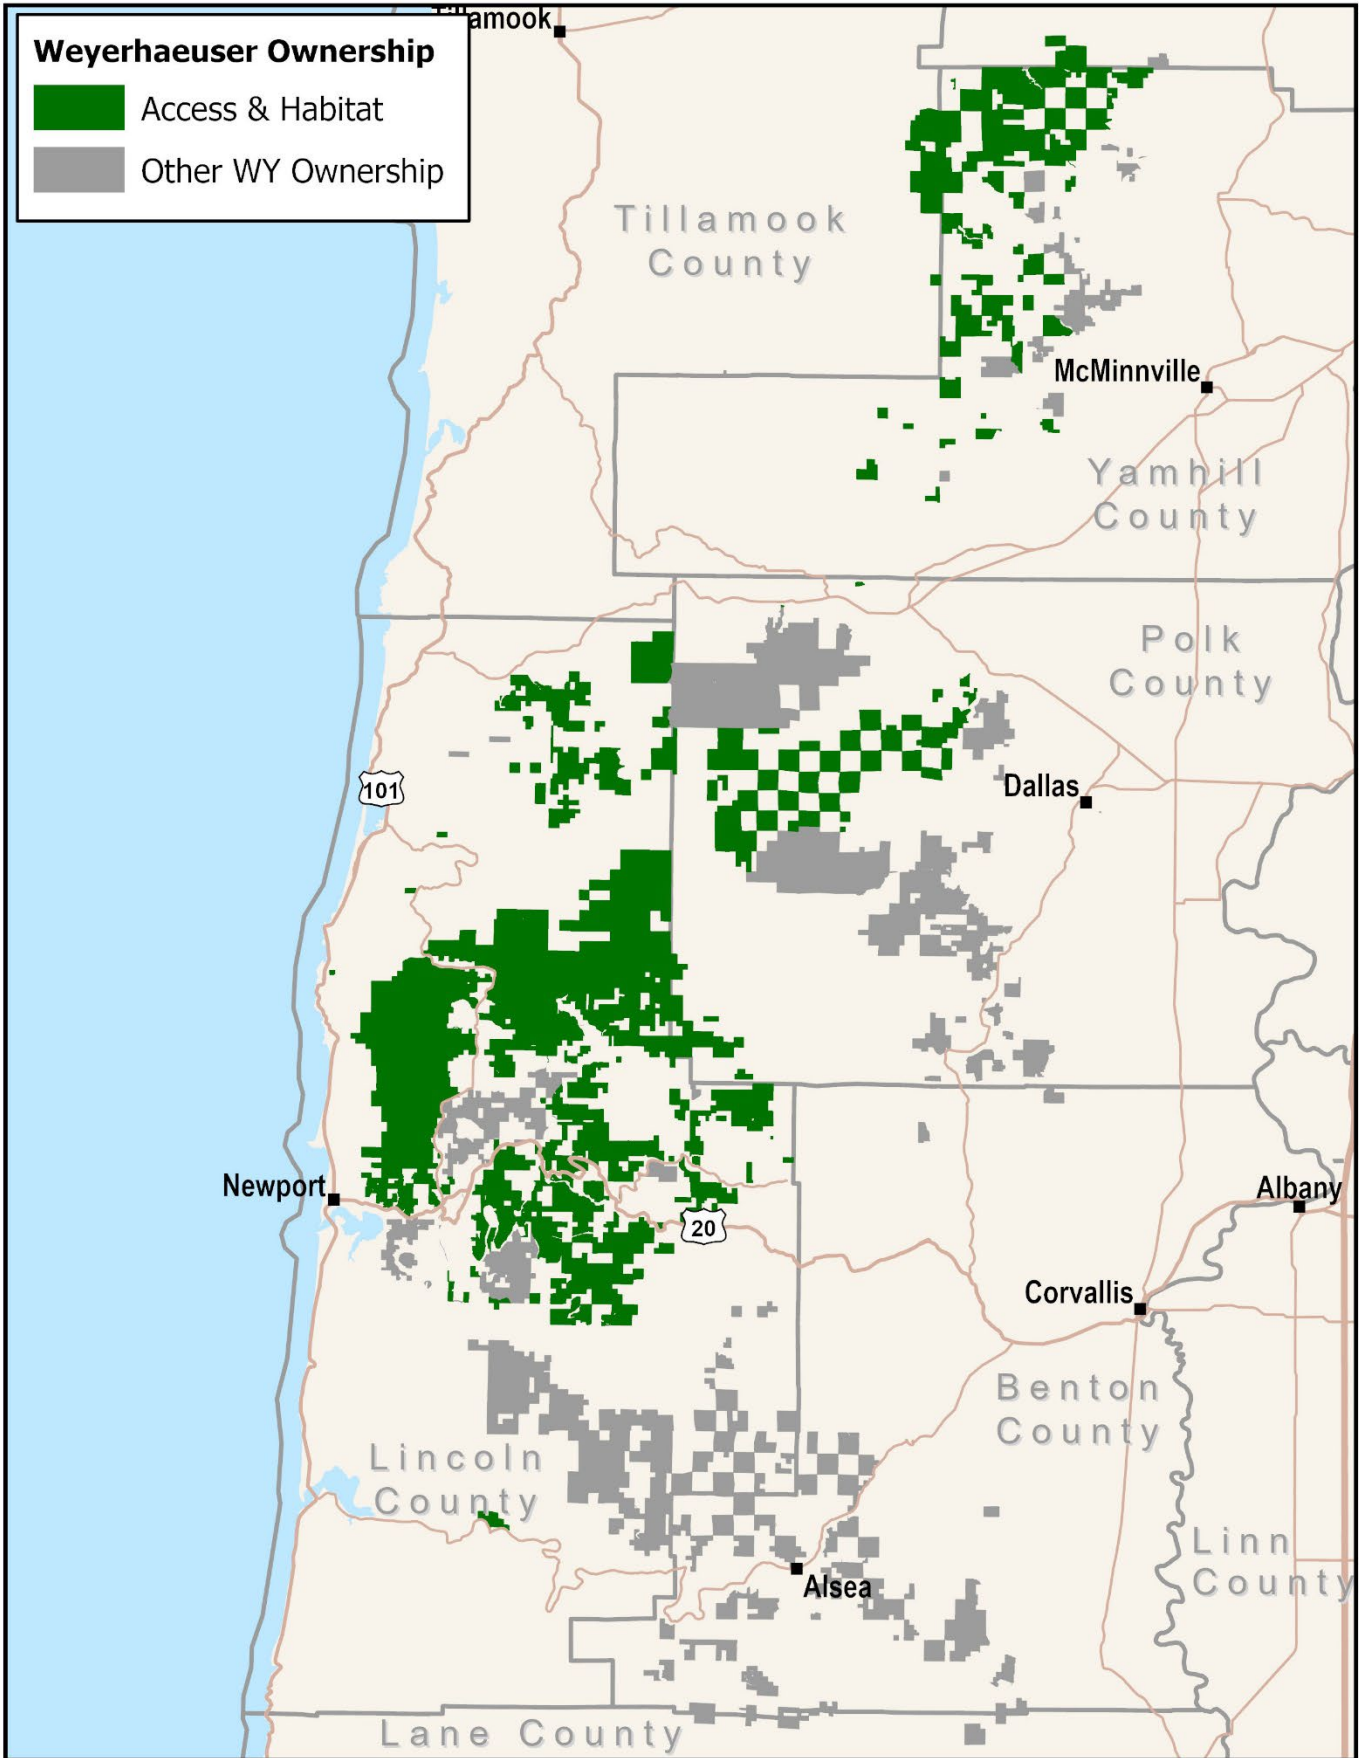 Tillamook
Weyerhaeuser Ownership
Access & Habitat
Other WY Ownership
Tillamook
County
McMinnville
Yamhill
County
Polk
County
101
Dallas
Newport
20
Albany
Corvallis
Benton
County
Lincoln
County
Linn
County
Alsea
Lane County